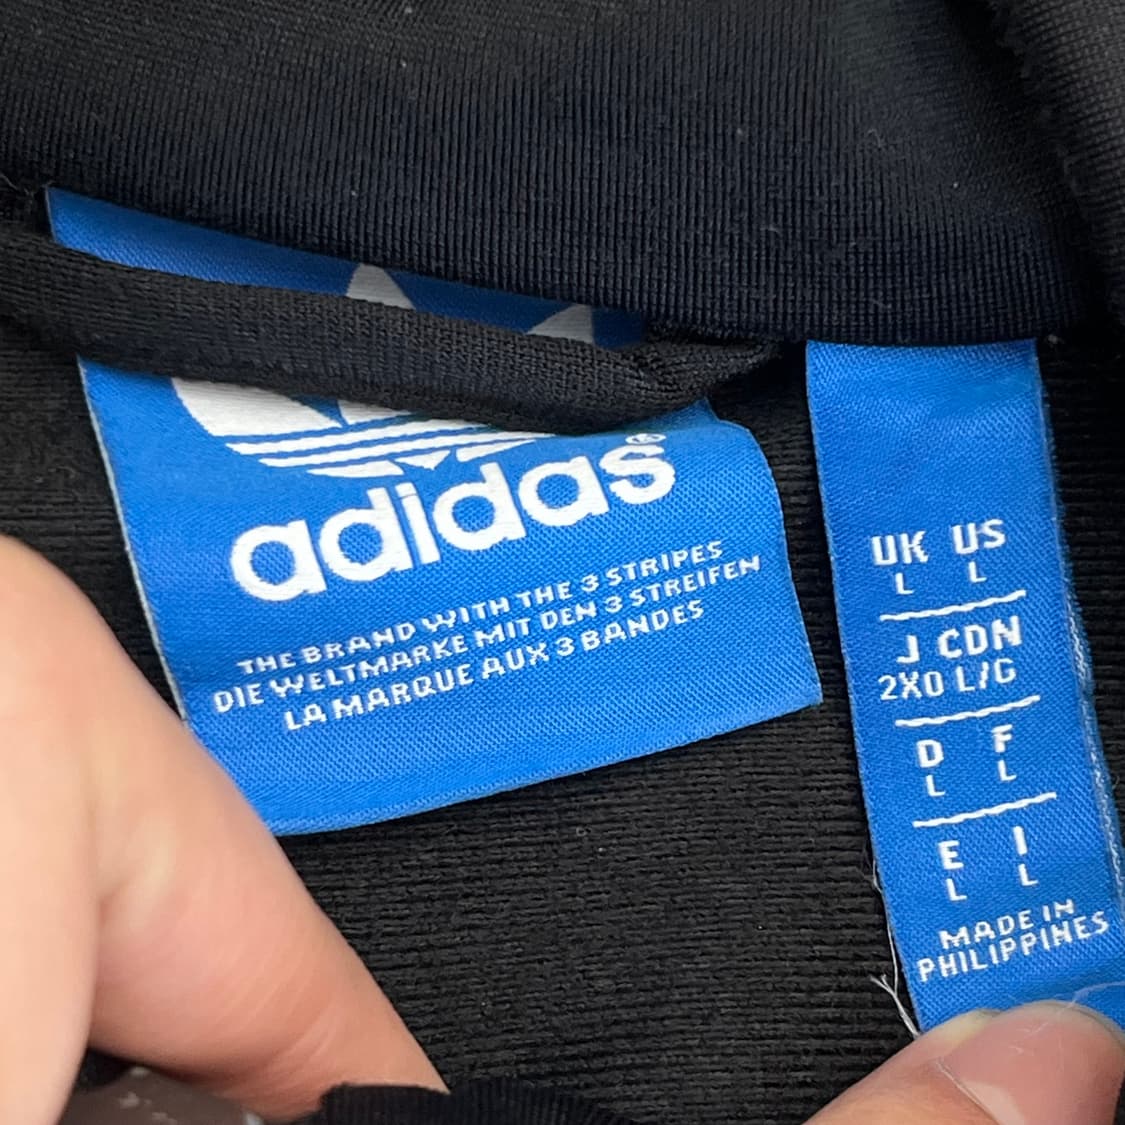 adidas®
THE BRAND WITH THE 3 STRIPES
DIE WELTMARKE MIT DEN 3 STREIFEN
LA MARQUE AUX 3 BANDES
UK US
L L
J CDN
2XO L/G
D F
L L
E I
L L
MADE IN
PHILIPPINES